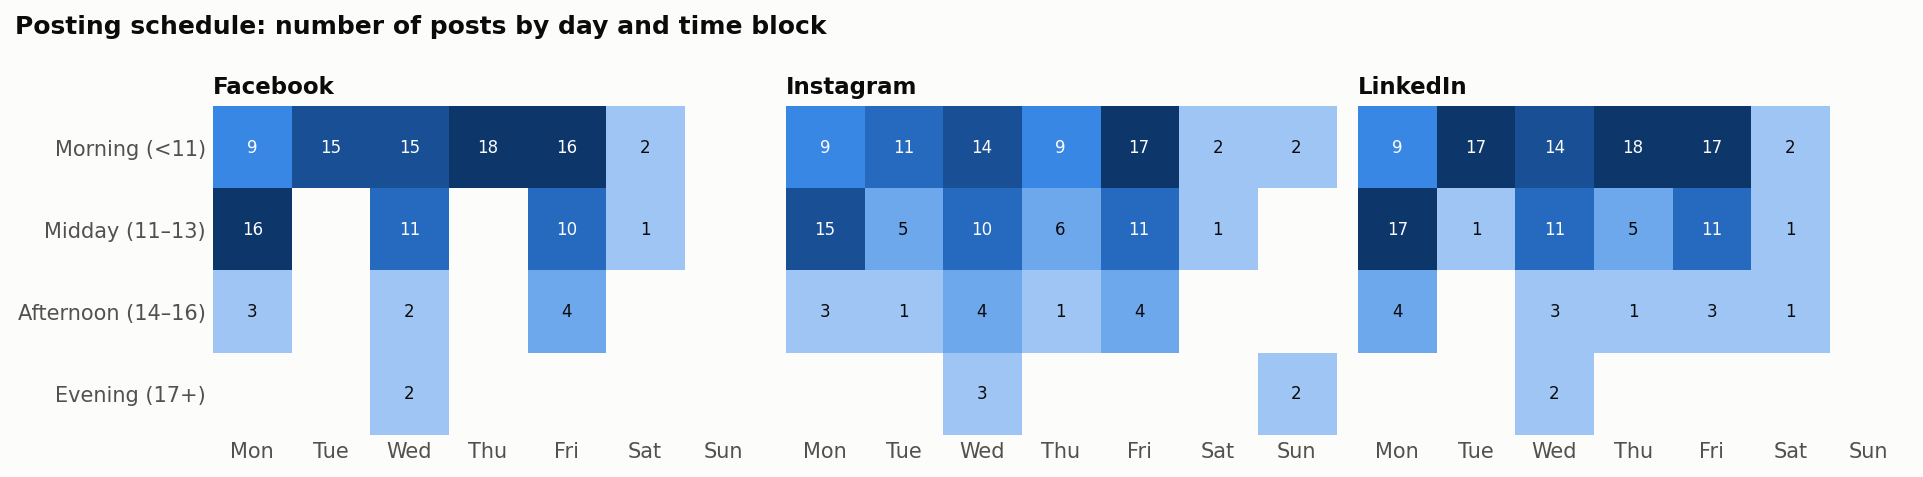 Posting schedule: number of posts by day and time block
Facebook Instagram LinkedIn
Morning (<11) 9 15 15 18 16 2 9 11 14 9 17 2 2 9 17 14 18 17 2
Midday (11–13) 16 11 10 1 15 5 10 6 11 1 17 1 11 5 11 1
Afternoon (14–16) 3 2 4 3 1 4 1 4 4 3 1 3 1
Evening (17+) 2 3 2 2
Mon Tue Wed Thu Fri Sat Sun Mon Tue Wed Thu Fri Sat Sun Mon Tue Wed Thu Fri Sat Sun